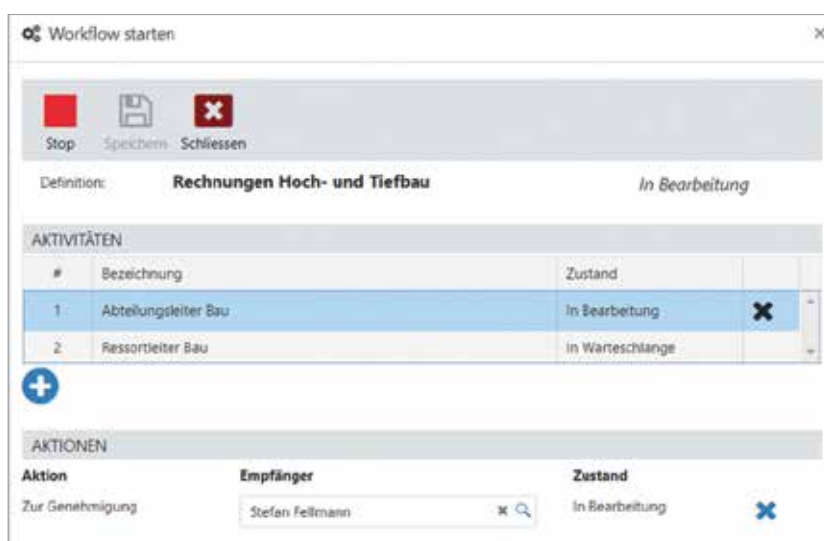 Workflow starten
Stop Speichern Schliessen
Definition: Rechnungen Hoch- und Tiefbau In Bearbeitung
AKTIVITÄTEN
# Bezeichnung Zustand
1 Abteilungsleiter Bau In Bearbeitung
2 Ressortleiter Bau In Warteschlange
AKTIONEN
Aktion Empfänger Zustand
Zur Genehmigung Stefan Fellmann In Bearbeitung